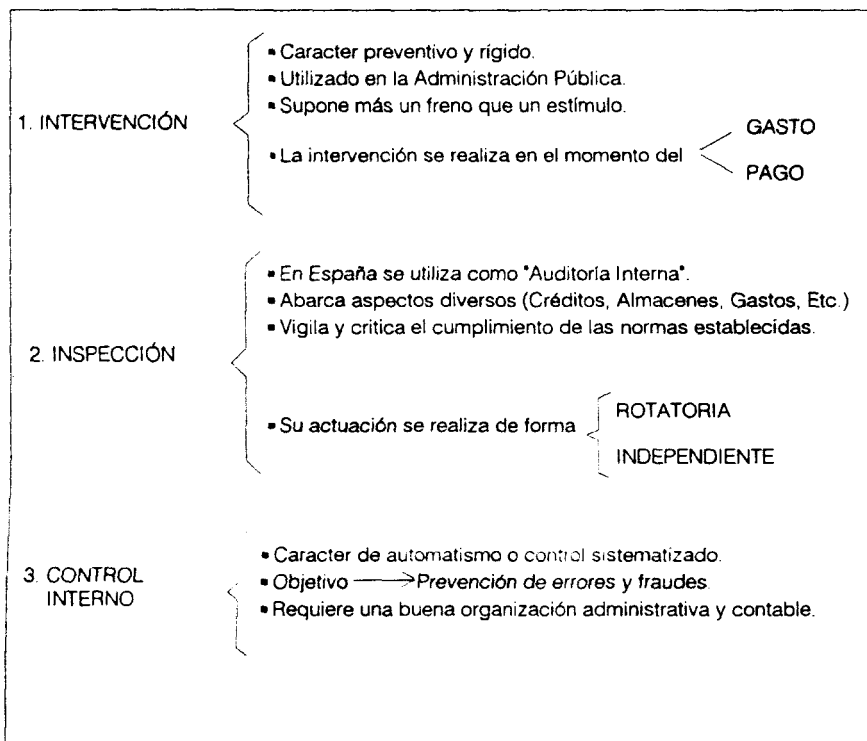 1. INTERVENCIÓN
▪ Caracter preventivo y rígido.
▪ Utilizado en la Administración Pública.
▪ Supone más un freno que un estímulo.
▪ La intervención se realiza en el momento del
GASTO
PAGO
2. INSPECCIÓN
▪ En España se utiliza como "Auditoría Interna".
▪ Abarca aspectos diversos (Créditos, Almacenes, Gastos, Etc.)
▪ Vigila y critica el cumplimiento de las normas establecidas.
▪ Su actuación se realiza de forma
ROTATORIA
INDEPENDIENTE
3. CONTROL
INTERNO
▪ Caracter de automatismo o control sistematizado.
▪ Objetivo ⟶ Prevención de errores y fraudes.
▪ Requiere una buena organización administrativa y contable.